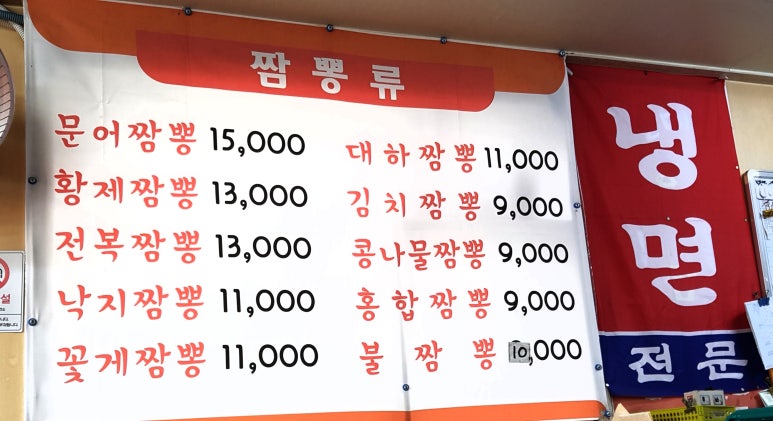 짬뽕류
문어짬뽕 15,000
황제짬뽕 13,000
전복짬뽕 13,000
낙지짬뽕 11,000
꽃게짬뽕 11,000
대하짬뽕 11,000
김치짬뽕 9,000
콩나물짬뽕 9,000
홍합짬뽕 9,000
불짬뽕 10,000
냉면
전문